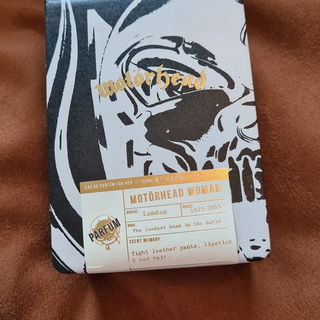 Motörhead
EAU DE PARFUM FOR HER
MOTÖRHEAD WOMAN
London
1975-2015
PARFUM
The loudest band in the world
SCENT MEMORY:
Tight leather pants, lipstick
& bad hair.